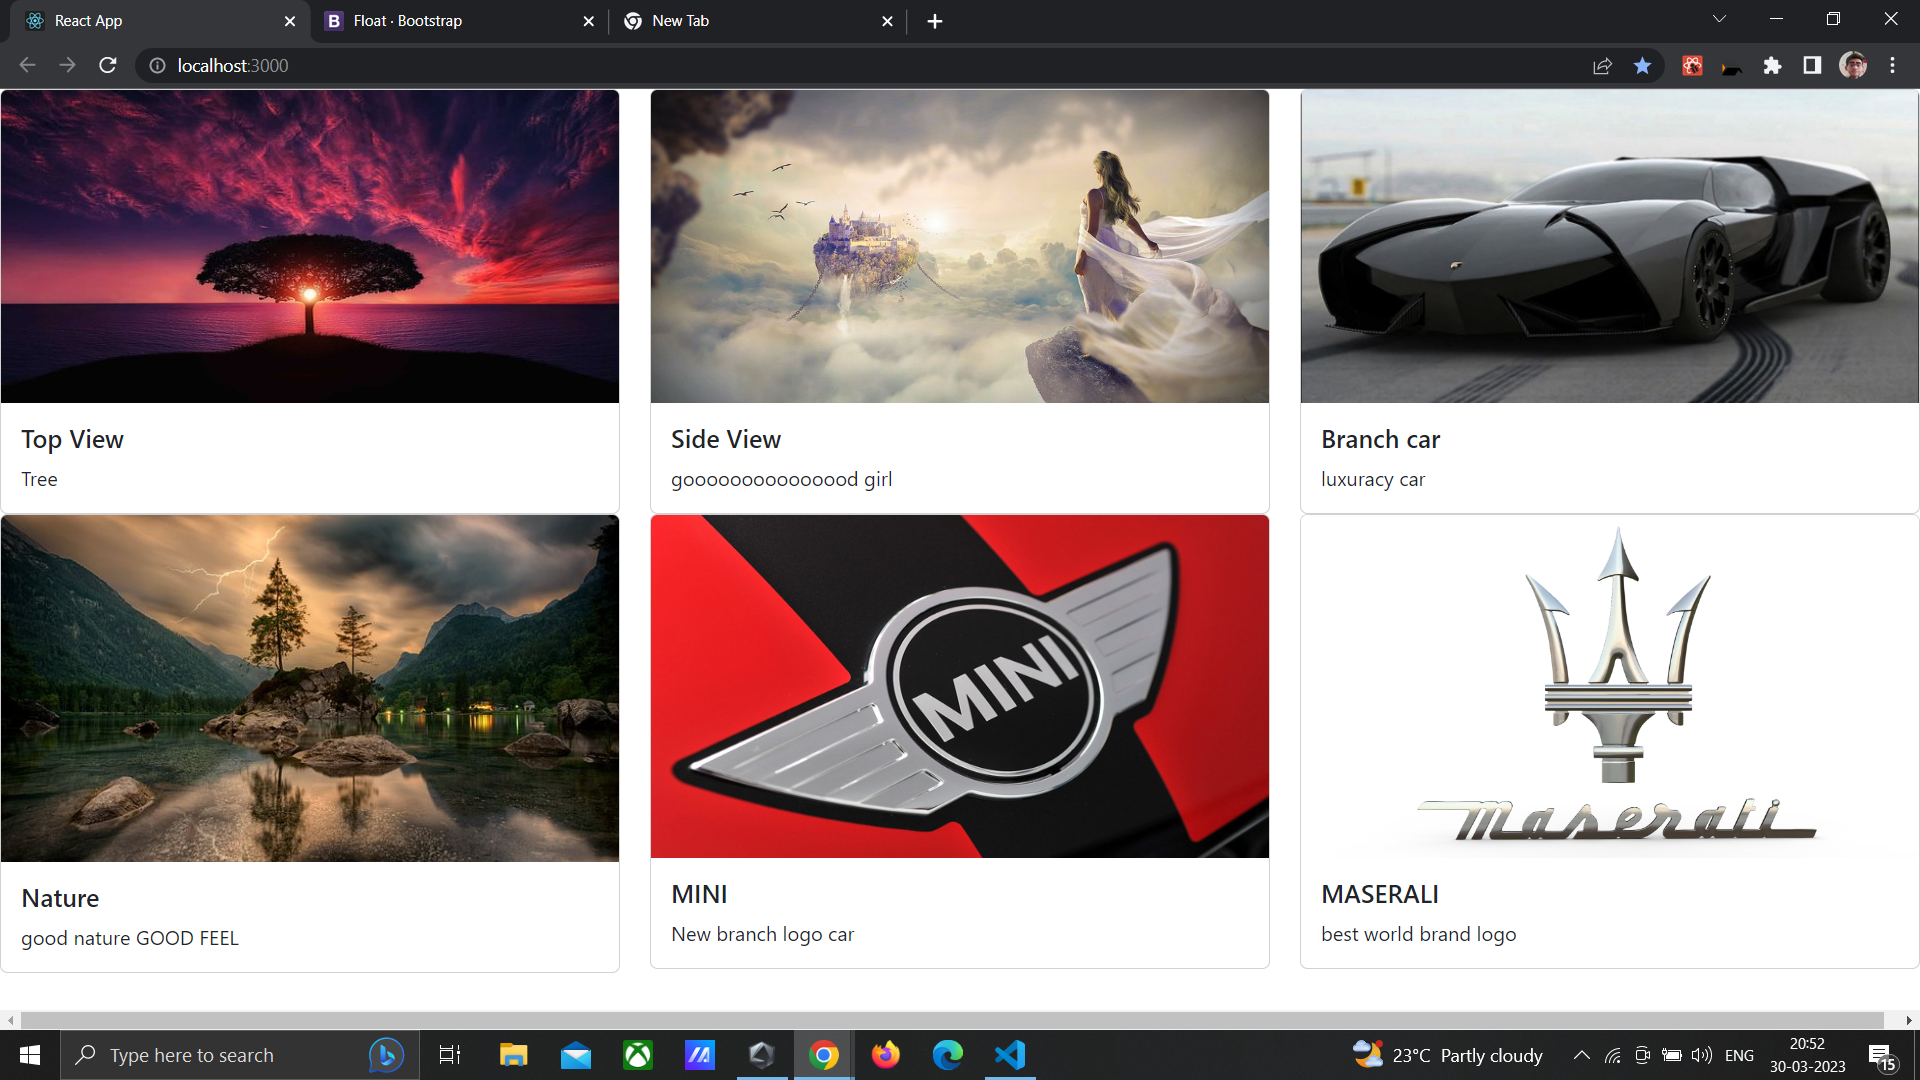 React App
Float · Bootstrap
New Tab
localhost:3000
Top View
Tree
Side View
gooooooooooooood girl
Branch car
luxuracy car
MINI
Maserati
Nature
good nature GOOD FEEL
MINI
New branch logo car
MASERALI
best world brand logo
Type here to search
23°C Partly cloudy
ENG
20:52
30-03-2023
15